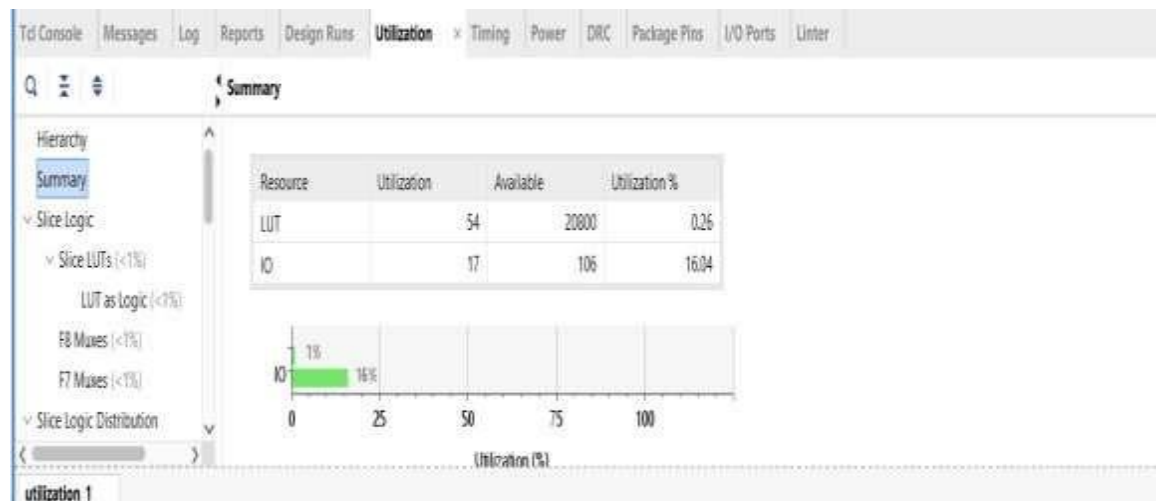 Tcl Console Messages Log Reports Design Runs Utilization × Timing Power DRC Package Pins I/O Ports Linter
Summary
Hierarchy
Summary
Slice Logic
Slice LUTs (<1%)
LUT as Logic (<1%)
F8 Muxes (<1%)
F7 Muxes (<1%)
Slice Logic Distribution
Resource Utilization Available Utilization %
LUT 54 20800 0.26
IO 17 106 16.04
1%
IO 16%
0 25 50 75 100
Utilization (%)
utilization_1